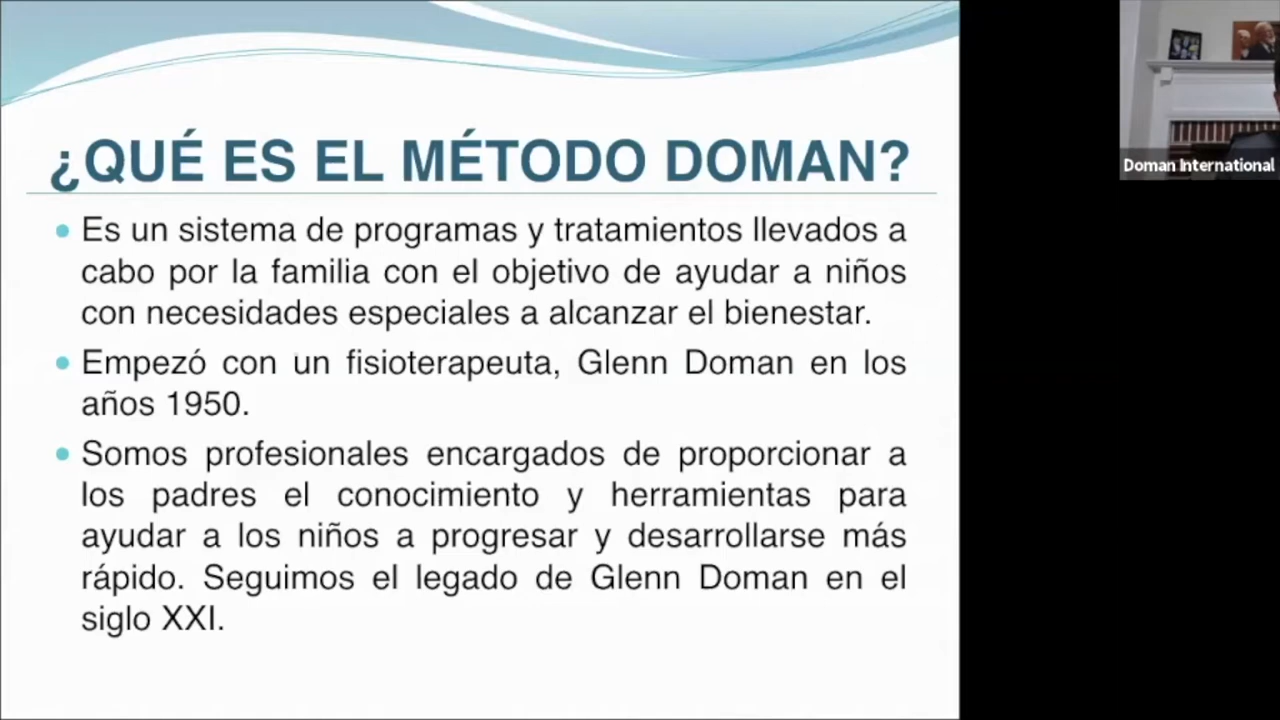 ¿QUÉ ES EL MÉTODO DOMAN?
Es un sistema de programas y tratamientos llevados a
cabo por la familia con el objetivo de ayudar a niños
con necesidades especiales a alcanzar el bienestar.
Empezó con un fisioterapeuta, Glenn Doman en los
años 1950.
Somos profesionales encargados de proporcionar a
los padres el conocimiento y herramientas para
ayudar a los niños a progresar y desarrollarse más
rápido. Seguimos el legado de Glenn Doman en el
siglo XXI.
Doman International